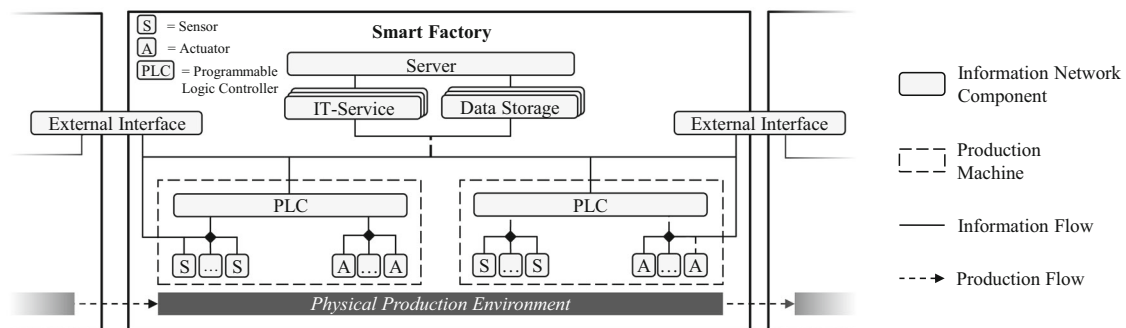 S = Sensor
A = Actuator
PLC = Programmable
Logic Controller
Smart Factory
Server
IT-Service
Data Storage
External Interface
External Interface
PLC
PLC
S ... S
A ... A
S ... S
A ... A
Physical Production Environment
Information Network
Component
Production
Machine
Information Flow
Production Flow